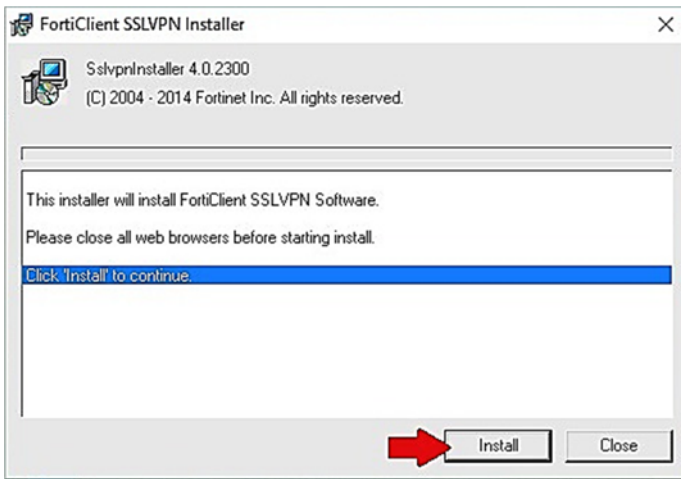 FortiClient SSLVPN Installer
SslvpnInstaller 4.0.2300
(C) 2004 - 2014 Fortinet Inc. All rights reserved.
This installer will install FortiClient SSLVPN Software.
Please close all web browsers before starting install.
Click 'Install' to continue.
Install
Close